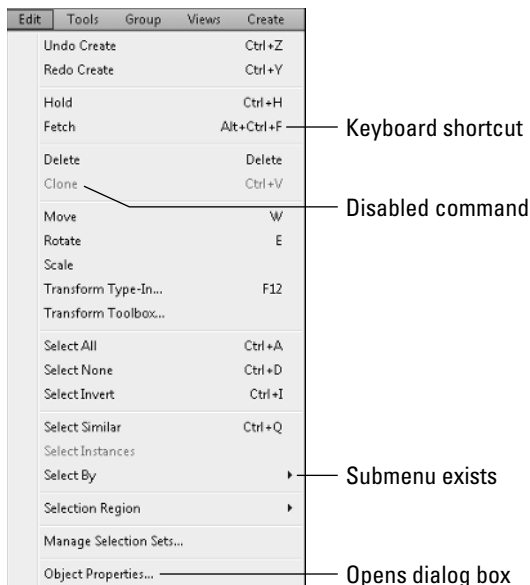 Edit Tools Group Views Create
Undo Create Ctrl+Z
Redo Create Ctrl+Y
Hold Ctrl+H
Fetch Alt+Ctrl+F Keyboard shortcut
Delete Delete
Clone Ctrl+V
Disabled command
Move W
Rotate E
Scale
Transform Type-In... F12
Transform Toolbox...
Select All Ctrl+A
Select None Ctrl+D
Select Invert Ctrl+I
Select Similar Ctrl+Q
Select Instances
Select By Submenu exists
Selection Region
Manage Selection Sets...
Object Properties... Opens dialog box